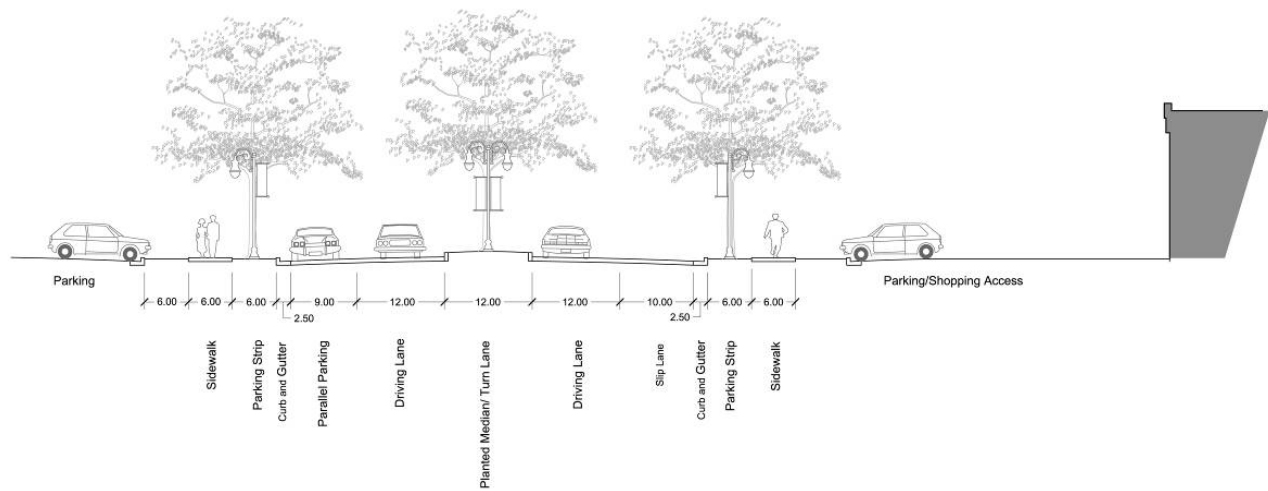 Parking
Parking/Shopping Access
6.00
6.00
6.00
9.00
12.00
12.00
12.00
10.00
6.00
6.00
2.50
2.50
Sidewalk
Parking Strip
Curb and Gutter
Parallel Parking
Driving Lane
Planted Median/ Turn Lane
Driving Lane
Slip Lane
Curb and Gutter
Parking Strip
Sidewalk